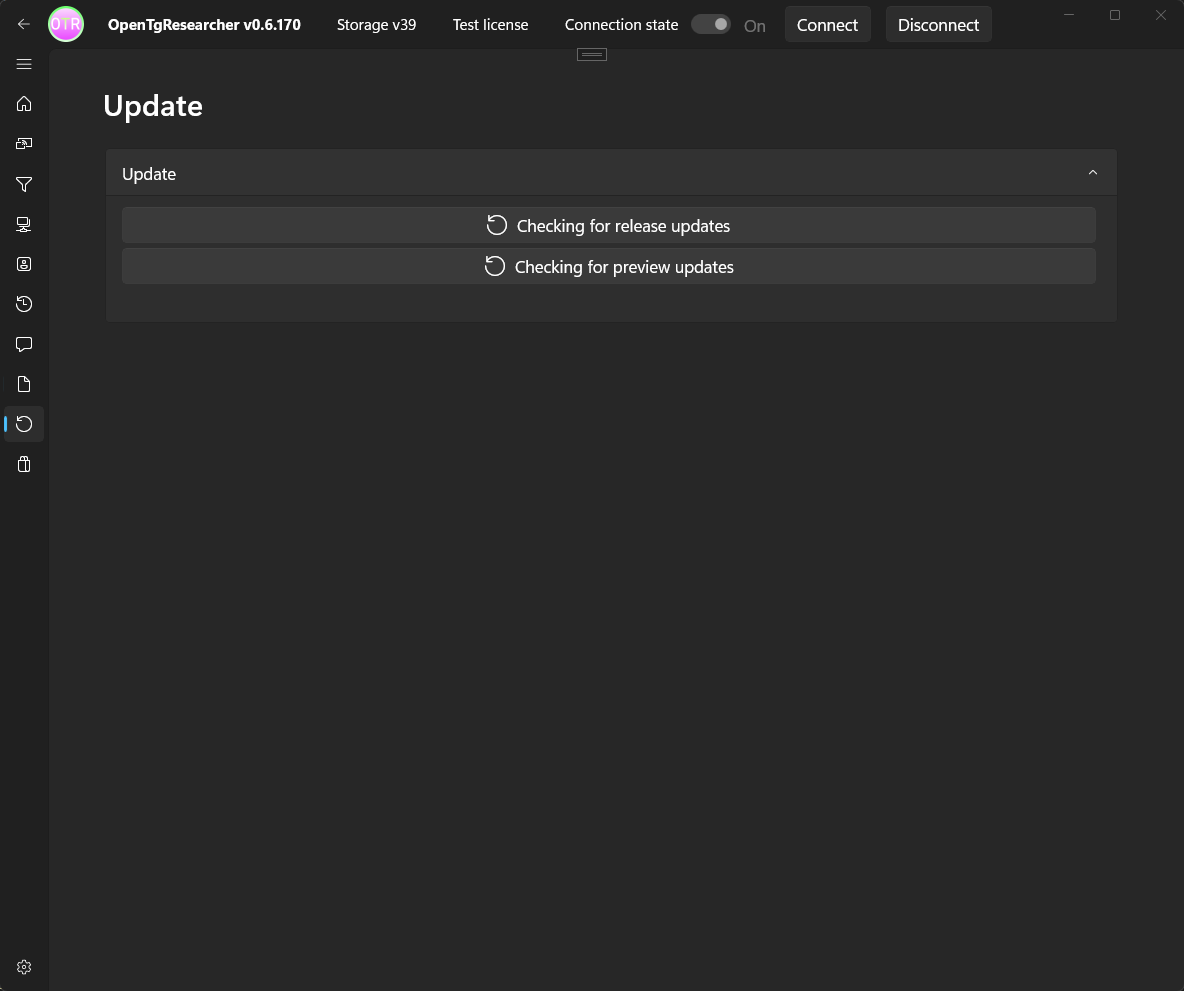 OTR OpenTgResearcher v0.6.170 Storage v39 Test license Connection state On Connect Disconnect
Update
Update
Checking for release updates
Checking for preview updates